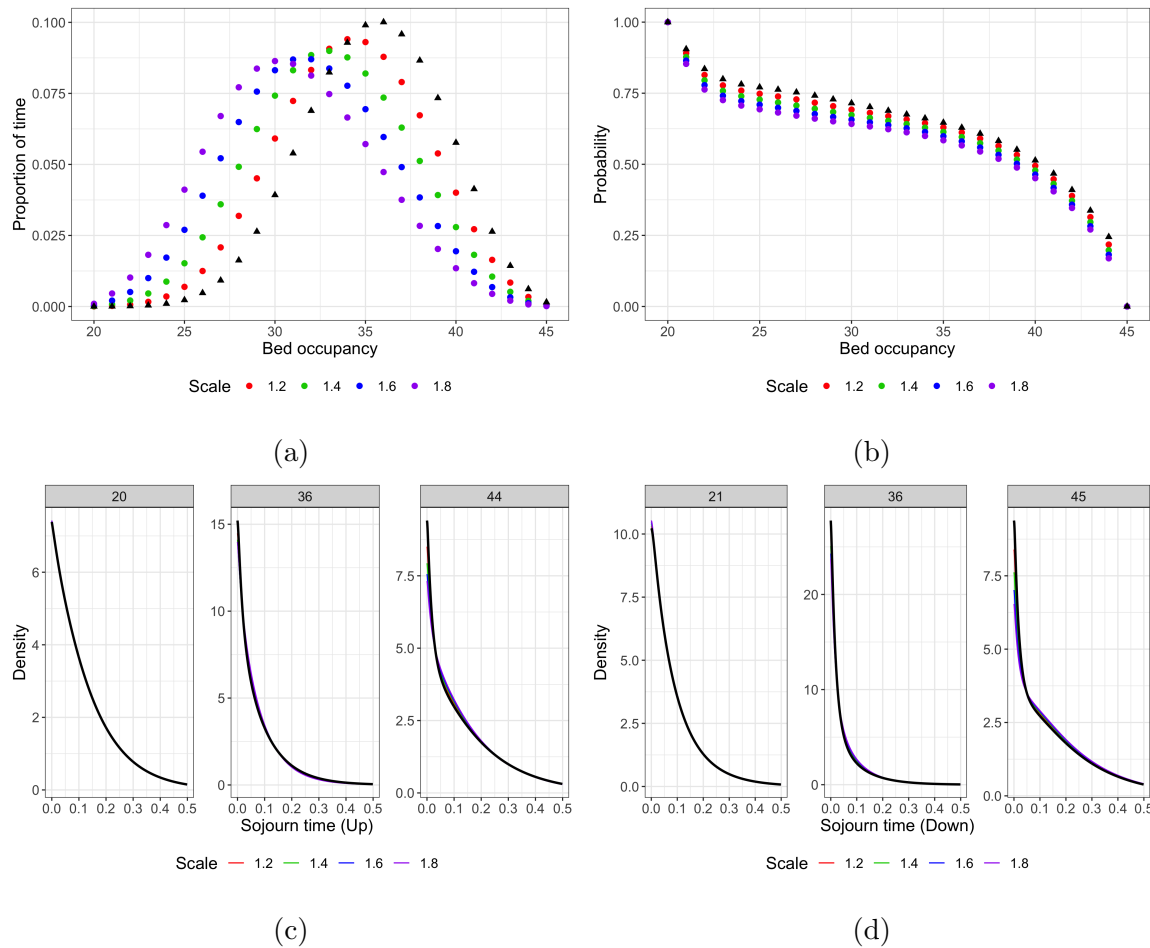 0.100
0.075
0.050
0.025
0.000
Proportion of time
20 25 30 35 40 45
Bed occupancy
Scale 1.2 1.4 1.6 1.8
(a)
1.00
0.75
0.50
0.25
0.00
Probability
20 25 30 35 40 45
Bed occupancy
Scale 1.2 1.4 1.6 1.8
(b)
20 36 44
Density
6
4
2
0
15
10
5
0
7.5
5.0
2.5
0.0
0.0 0.1 0.2 0.3 0.4 0.5 0.0 0.1 0.2 0.3 0.4 0.5 0.0 0.1 0.2 0.3 0.4 0.5
Sojourn time (Up)
Scale 1.2 1.4 1.6 1.8
(c)
21 36 45
Density
10.0
7.5
5.0
2.5
0.0
20
10
0
7.5
5.0
2.5
0.0
0.0 0.1 0.2 0.3 0.4 0.5 0.0 0.1 0.2 0.3 0.4 0.5 0.0 0.1 0.2 0.3 0.4 0.5
Sojourn time (Down)
Scale 1.2 1.4 1.6 1.8
(d)